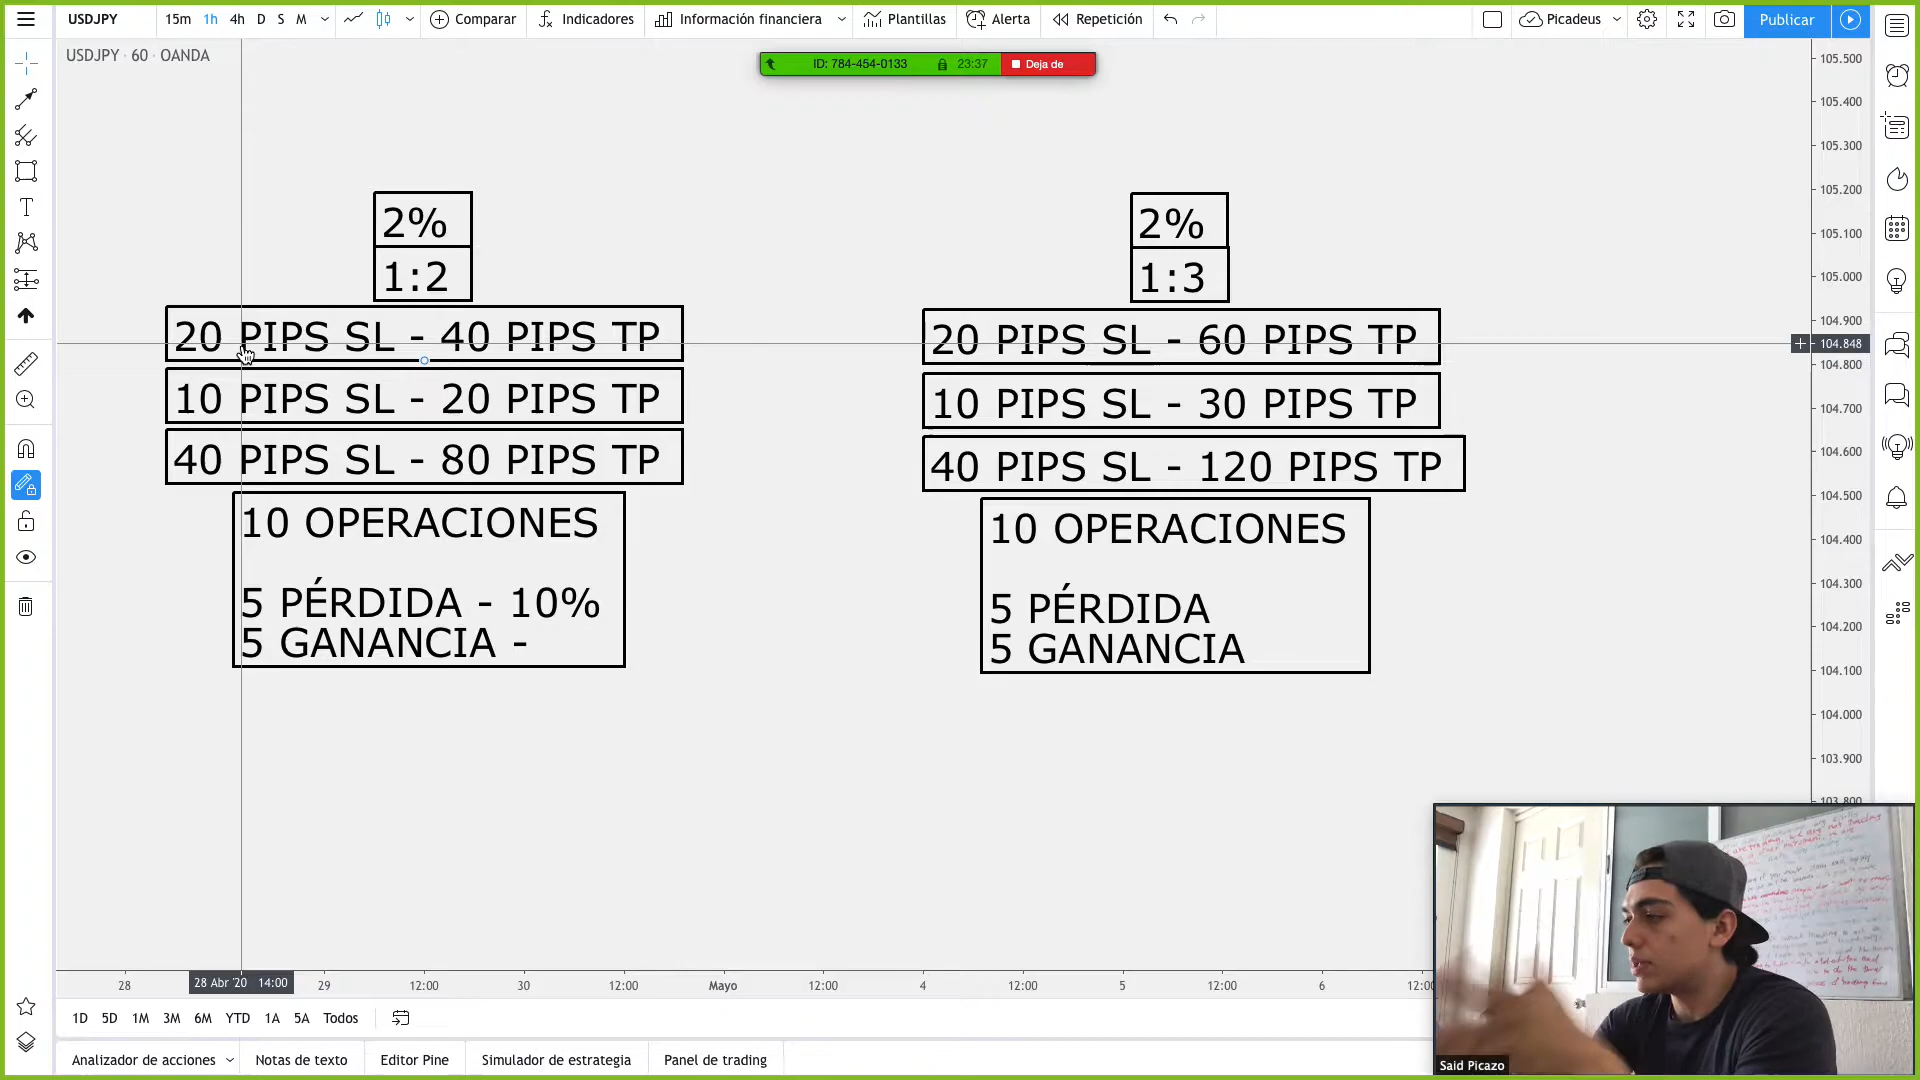 USDJPY 15m 1h 4h D S M Comparar Indicadores Información financiera Plantillas Alerta Repetición Picadeus Publicar
USDJPY · 60 · OANDA
ID: 784-454-0133 23:37 Deja de
2%
1:2
20 PIPS SL - 40 PIPS TP
10 PIPS SL - 20 PIPS TP
40 PIPS SL - 80 PIPS TP
10 OPERACIONES
5 PÉRDIDA - 10%
5 GANANCIA -
2%
1:3
20 PIPS SL - 60 PIPS TP
10 PIPS SL - 30 PIPS TP
40 PIPS SL - 120 PIPS TP
10 OPERACIONES
5 PÉRDIDA
5 GANANCIA
105.500
105.400
105.300
105.200
105.100
105.000
104.900
104.848
104.800
104.700
104.600
104.500
104.400
104.300
104.200
104.100
104.000
103.900
103.800
28 28 Abr '20 14:00 29 12:00 30 12:00 Mayo 12:00 4 12:00 5 12:00 6 12:00
1D 5D 1M 3M 6M YTD 1A 5A Todos
Analizador de acciones Notas de texto Editor Pine Simulador de estrategia Panel de trading
Said Picazo